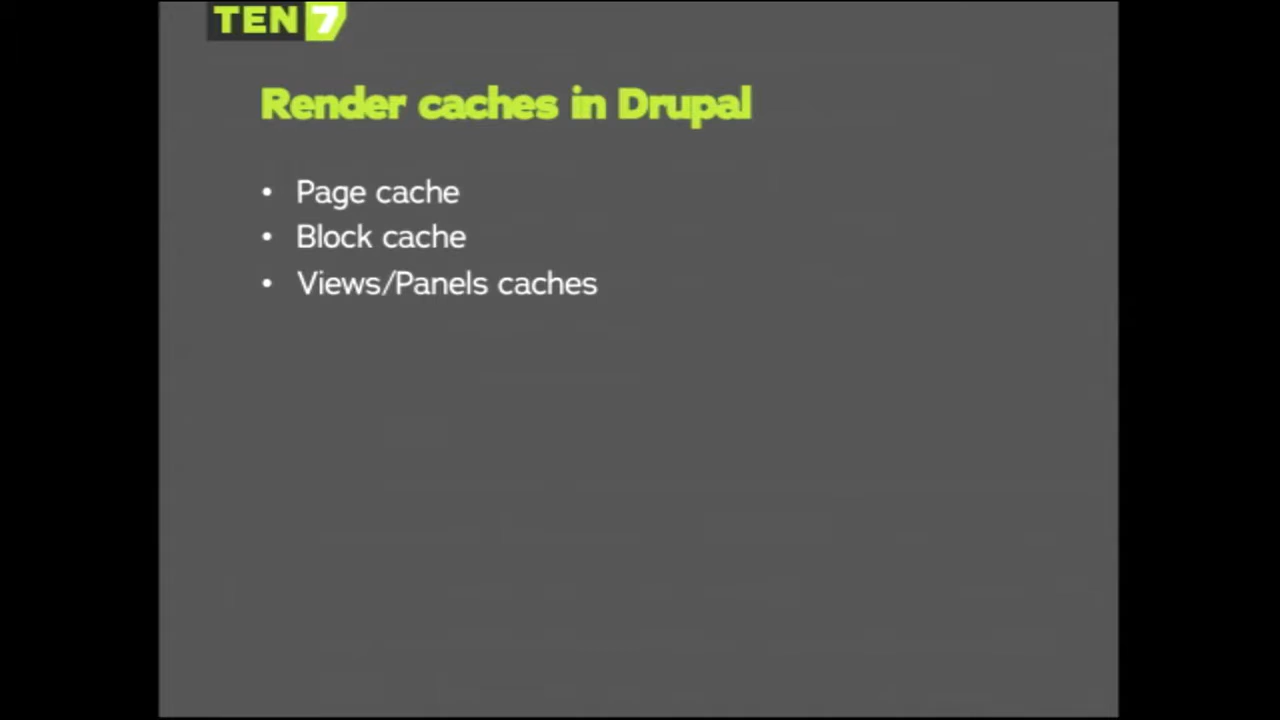 TEN7
Render caches in Drupal
• Page cache
• Block cache
• Views/Panels caches